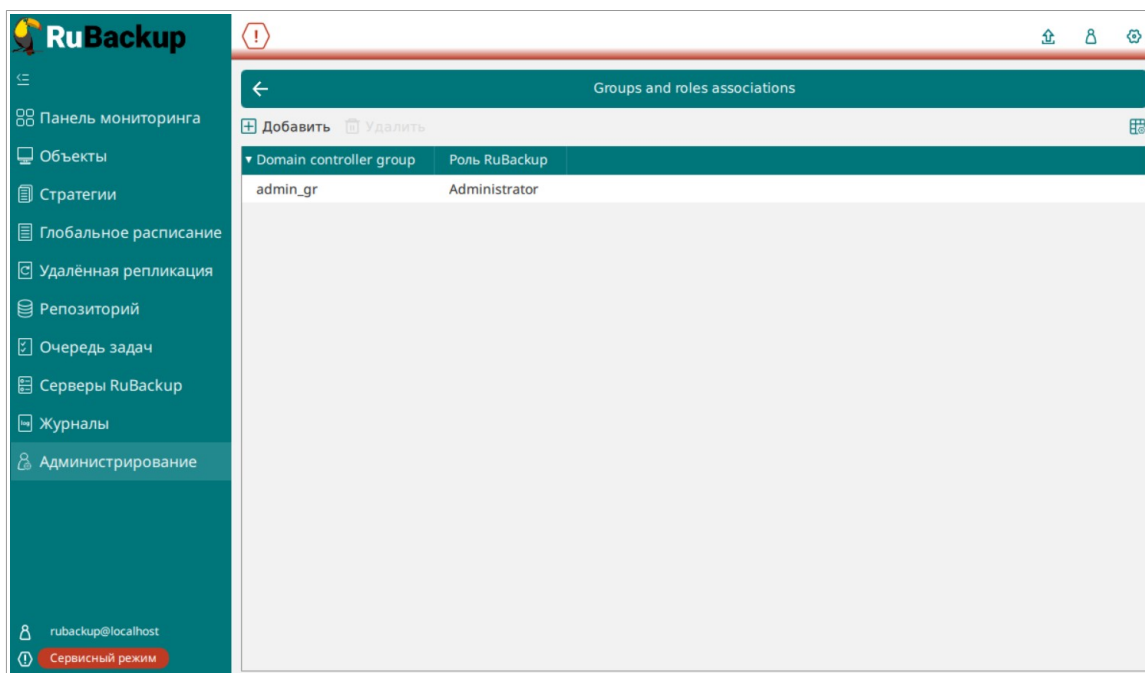 RuBackup
Панель мониторинга
Объекты
Стратегии
Глобальное расписание
Удалённая репликация
Репозиторий
Очередь задач
Серверы RuBackup
Журналы
Администрирование
rubackup@localhost
Сервисный режим
Groups and roles associations
Добавить Удалить
Domain controller group Роль RuBackup
admin_gr Administrator